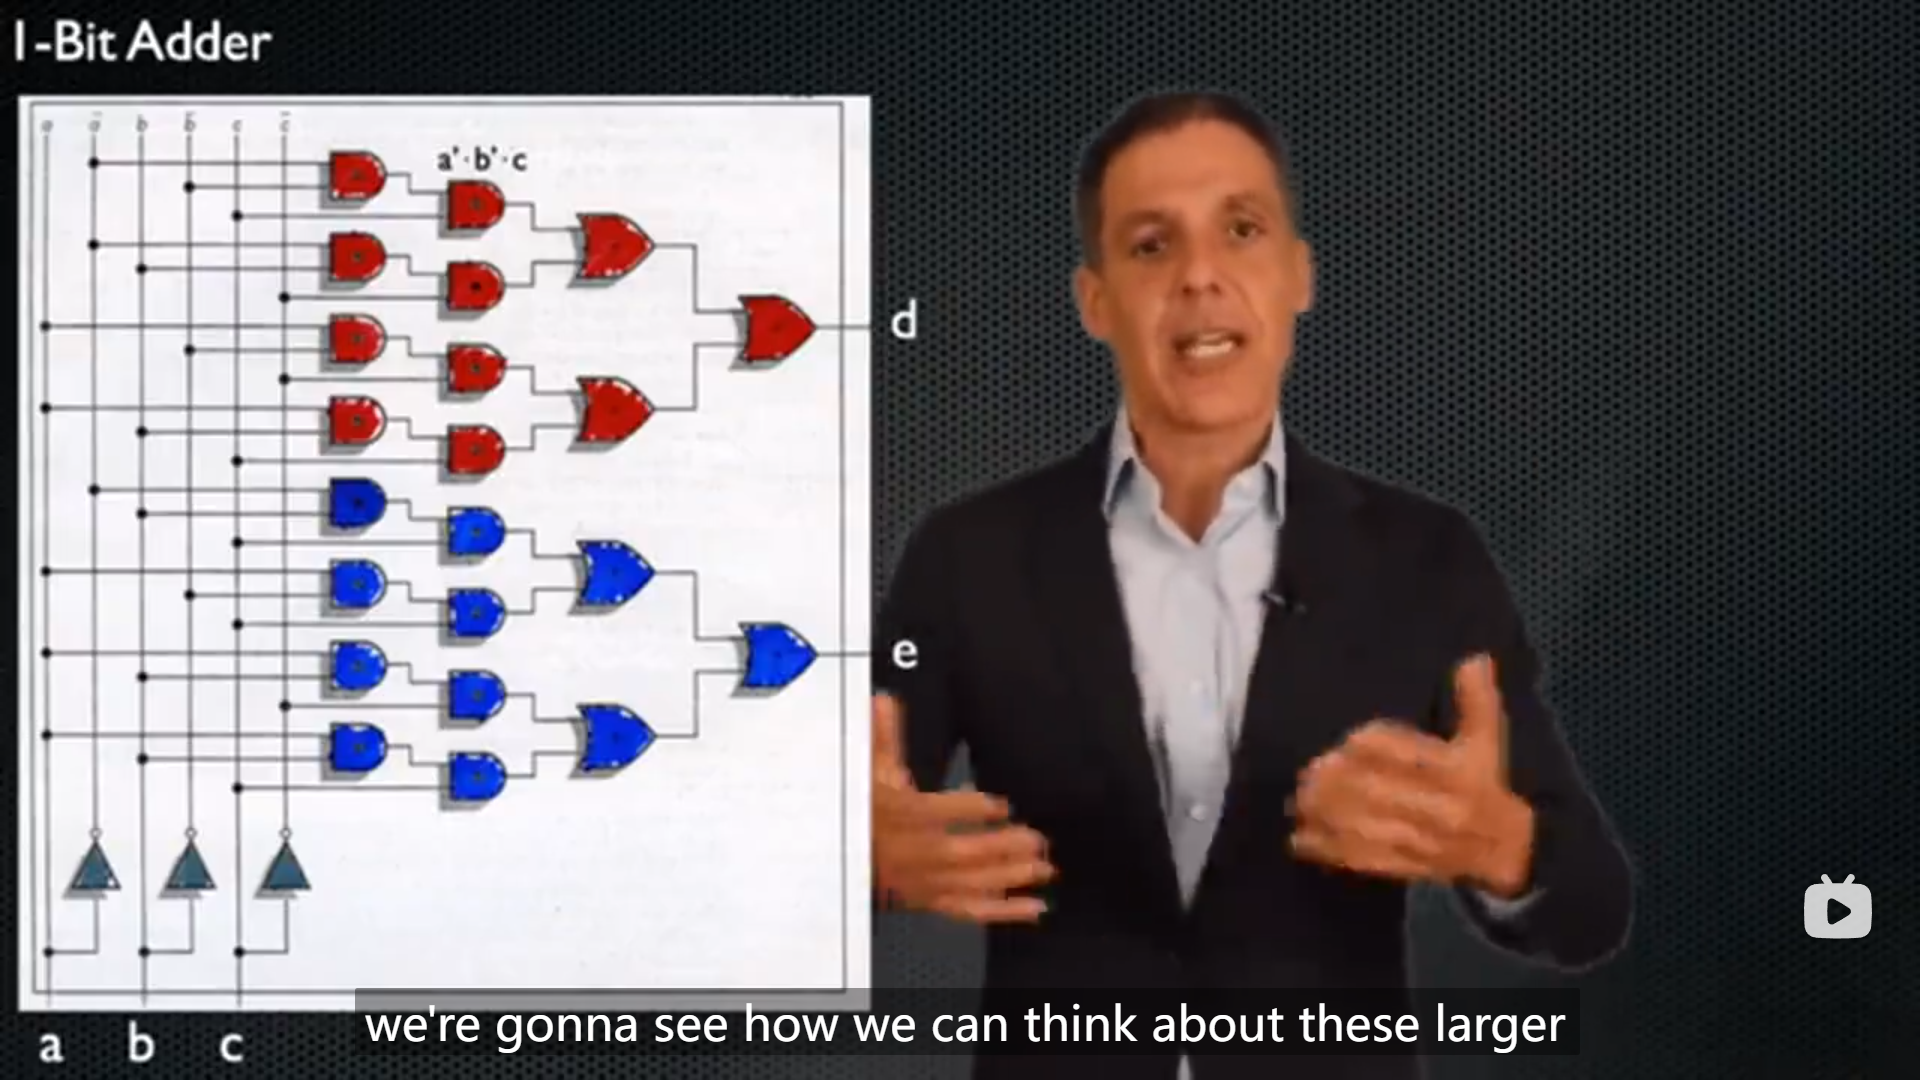 1-Bit Adder
a a' b b' c c'
a'·b'·c
d
e
a b c
we're gonna see how we can think about these larger